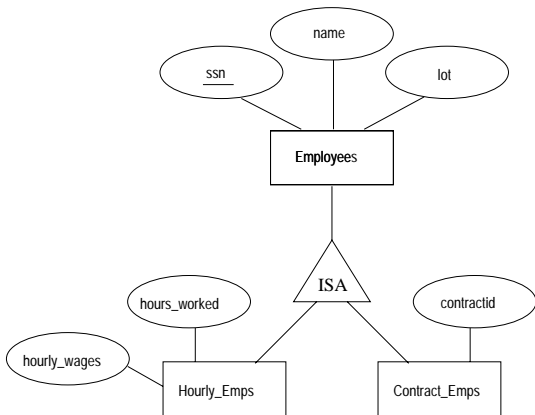 name
ssn
lot
Employees
ISA
hours_worked
contractid
hourly_wages
Hourly_Emps
Contract_Emps